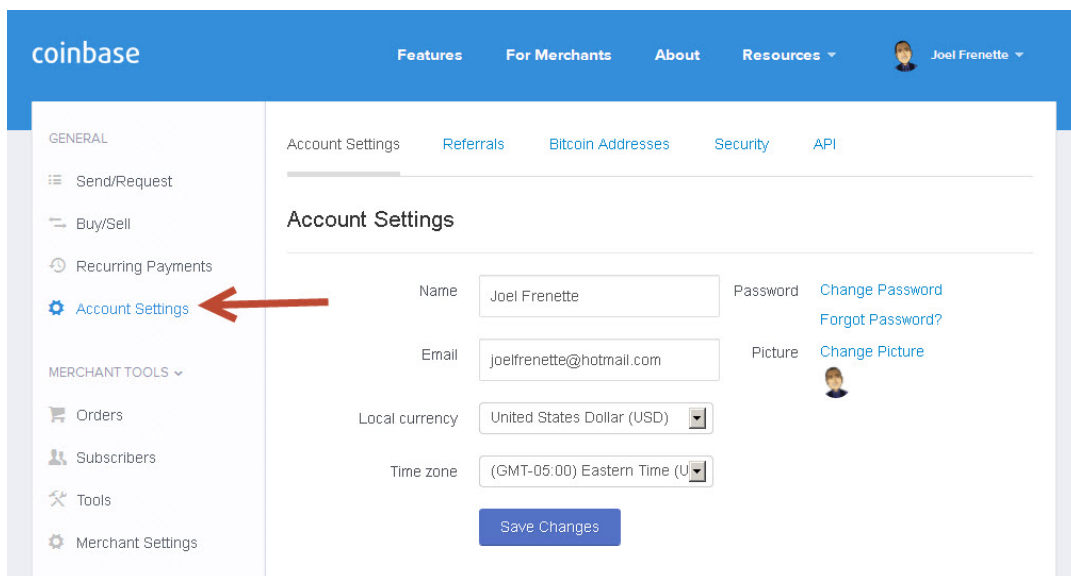 coinbase
Features For Merchants About Resources Joel Frenette
GENERAL
Send/Request
Buy/Sell
Recurring Payments
Account Settings
MERCHANT TOOLS
Orders
Subscribers
Tools
Merchant Settings
Account Settings Referrals Bitcoin Addresses Security API
Account Settings
Name Joel Frenette Password Change Password
Forgot Password?
Email joelfrenette@hotmail.com Picture Change Picture
Local currency United States Dollar (USD)
Time zone (GMT-05:00) Eastern Time (U
Save Changes